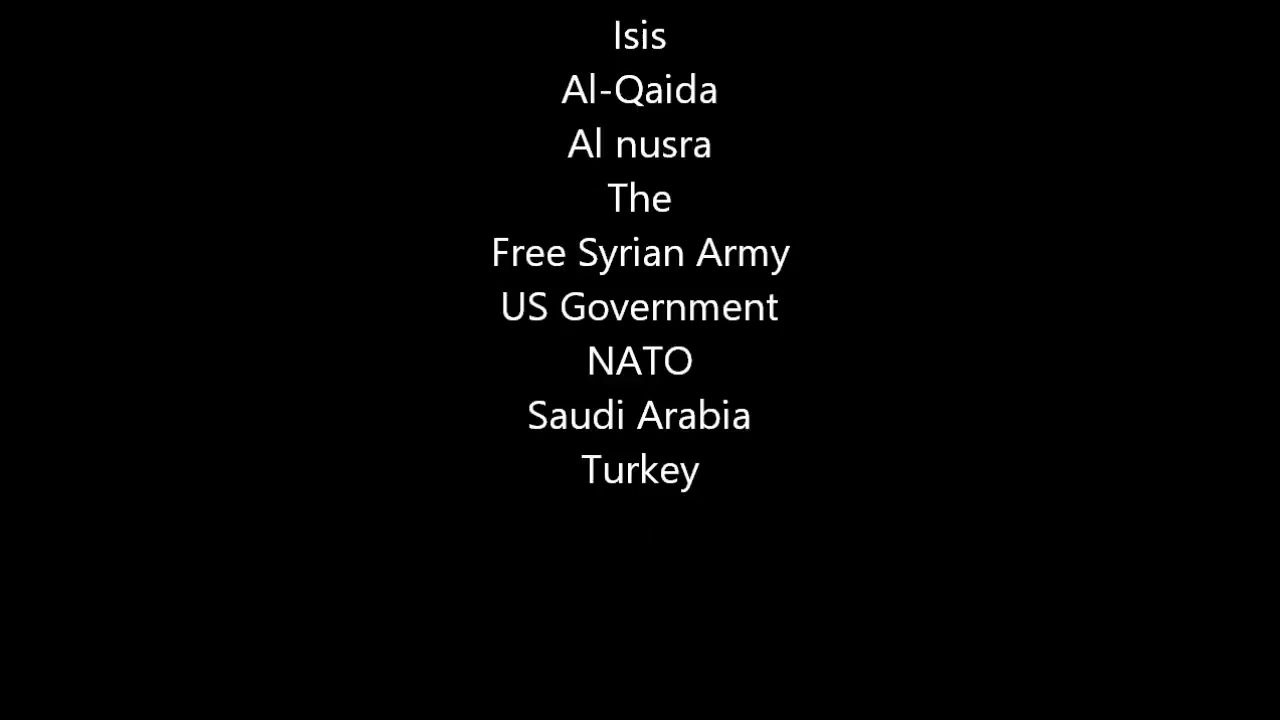 Isis
Al-Qaida
Al nusra
The
Free Syrian Army
US Government
NATO
Saudi Arabia
Turkey